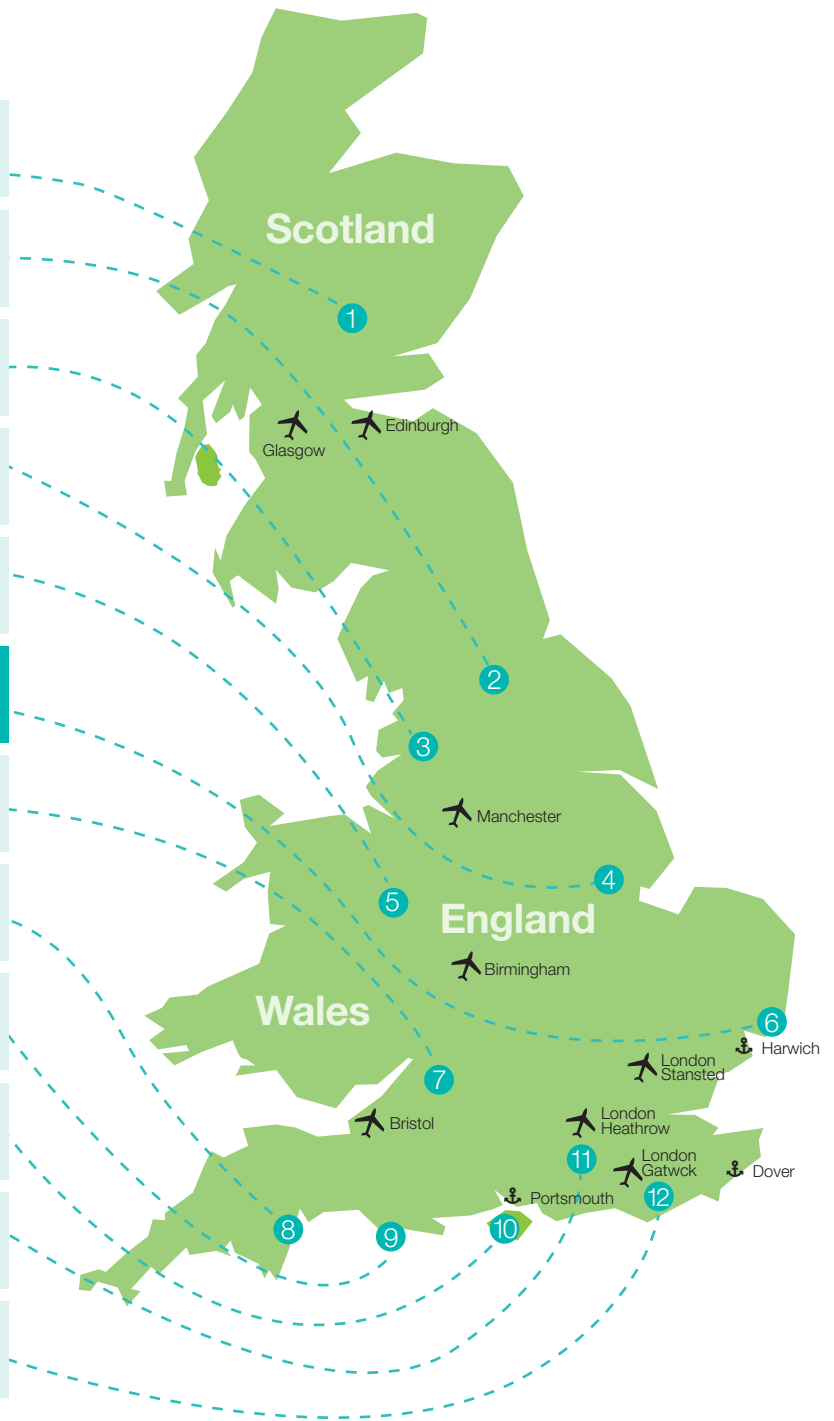 Scotland
1
Edinburgh
Glasgow
2
3
Manchester
4
5
England
Birmingham
Wales
6
Harwich
London
Stansted
7
London
Heathrow
Bristol
11
London
Gatwck
Dover
12
Portsmouth
8
9
10